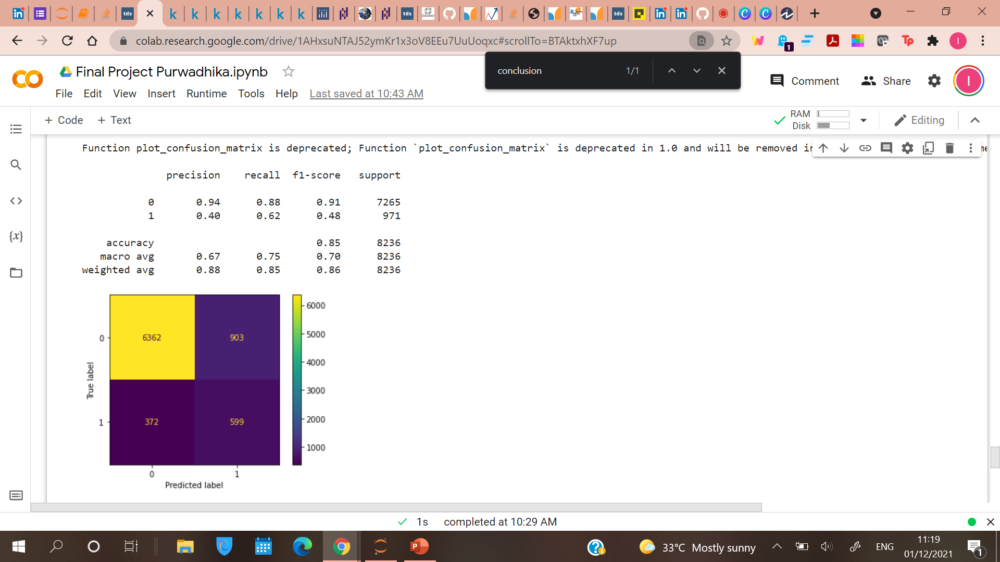 colab.research.google.com/drive/1AHxsuNTAJ52ymKr1x3oV8EEu7UuUoqxc#scrollTo=BTAktxhXF7up
conclusion 1/1
Final Project Purwadhika.ipynb
Comment Share
File Edit View Insert Runtime Tools Help Last saved at 10:43 AM
+ Code + Text
RAM
Disk
Editing
Function plot_confusion_matrix is deprecated; Function `plot_confusion_matrix` is deprecated in 1.0 and will be removed in
precision recall f1-score support
0 0.94 0.88 0.91 7265
1 0.40 0.62 0.48 971
accuracy 0.85 8236
macro avg 0.67 0.75 0.70 8236
weighted avg 0.88 0.85 0.86 8236
6000
5000
4000
3000
2000
1000
True label
0
6362 903
1
372 599
0 1
Predicted label
1s completed at 10:29 AM
33°C Mostly sunny
ENG
11:19
01/12/2021
1